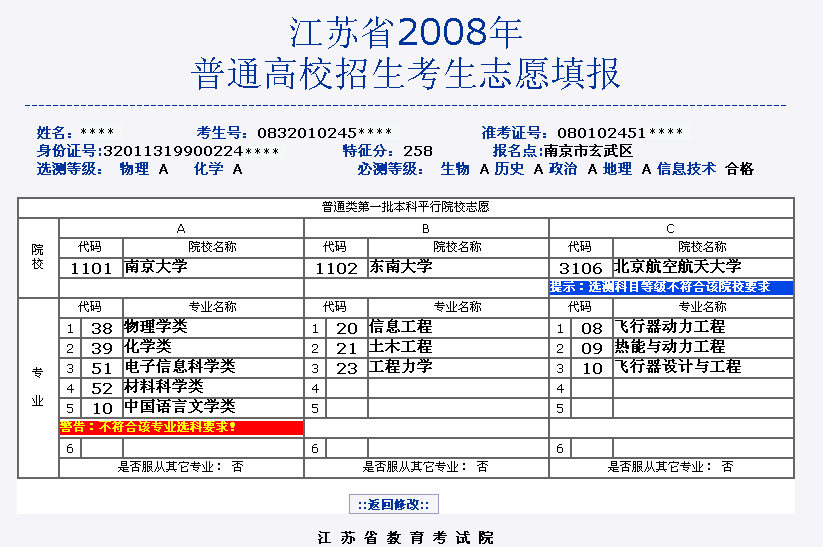 江苏省2008年
普通高校招生考生志愿填报
姓名：**** 考生号：0832010245**** 准考证号：080102451****
身份证号:32011319900224**** 特征分：258 报名点:南京市玄武区
选测等级： 物理 A 化学 A 必测等级： 生物 A 历史 A 政治 A 地理 A 信息技术 合格
普通类第一批本科平行院校志愿
院校 A B C
代码 院校名称 代码 院校名称 代码 院校名称
1101 南京大学 1102 东南大学 3106 北京航空航天大学
提示：选测科目等级不符合该院校要求
专业 代码 专业名称 代码 专业名称 代码 专业名称
1 38 物理学类 1 20 信息工程 1 08 飞行器动力工程
2 39 化学类 2 21 土木工程 2 09 热能与动力工程
3 51 电子信息科学类 3 23 工程力学 3 10 飞行器设计与工程
4 52 材料科学类 4 4
5 10 中国语言文学类 5 5
警告：不符合该专业选科要求!
6 6 6
是否服从其它专业： 否 是否服从其它专业： 否 是否服从其它专业： 否
::返回修改::
江 苏 省 教 育 考 试 院